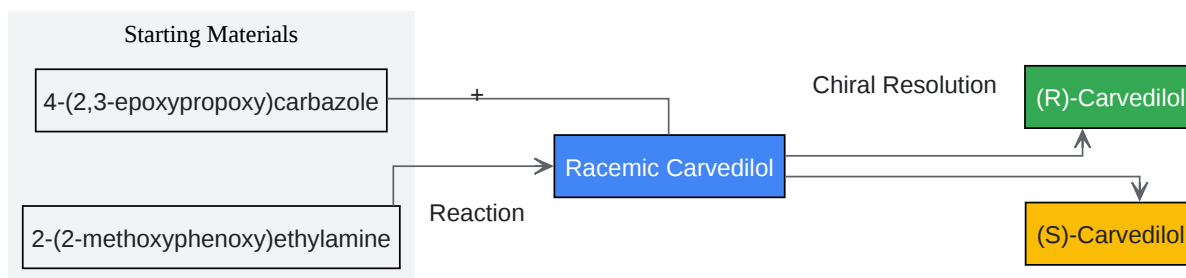 Starting Materials
4-(2,3-epoxypropoxy)carbazole
+
Chiral Resolution
(R)-Carvedilol
Racemic Carvedilol
2-(2-methoxyphenoxy)ethylamine
Reaction
(S)-Carvedilol